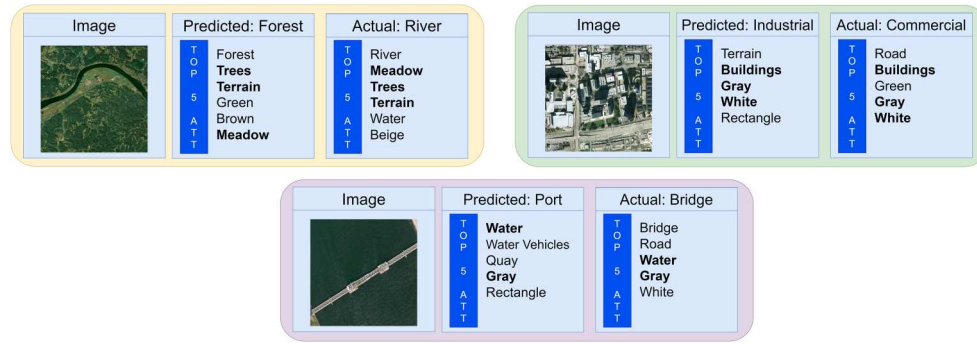 Image
Predicted: Forest
Actual: River
TOP 5 ATT
Forest
Trees
Terrain
Green
Brown
Meadow
TOP 5 ATT
River
Meadow
Trees
Terrain
Water
Beige
Image
Predicted: Industrial
Actual: Commercial
TOP 5 ATT
Terrain
Buildings
Gray
White
Rectangle
TOP 5 ATT
Road
Buildings
Green
Gray
White
Image
Predicted: Port
Actual: Bridge
TOP 5 ATT
Water
Water Vehicles
Quay
Gray
Rectangle
TOP 5 ATT
Bridge
Road
Water
Gray
White